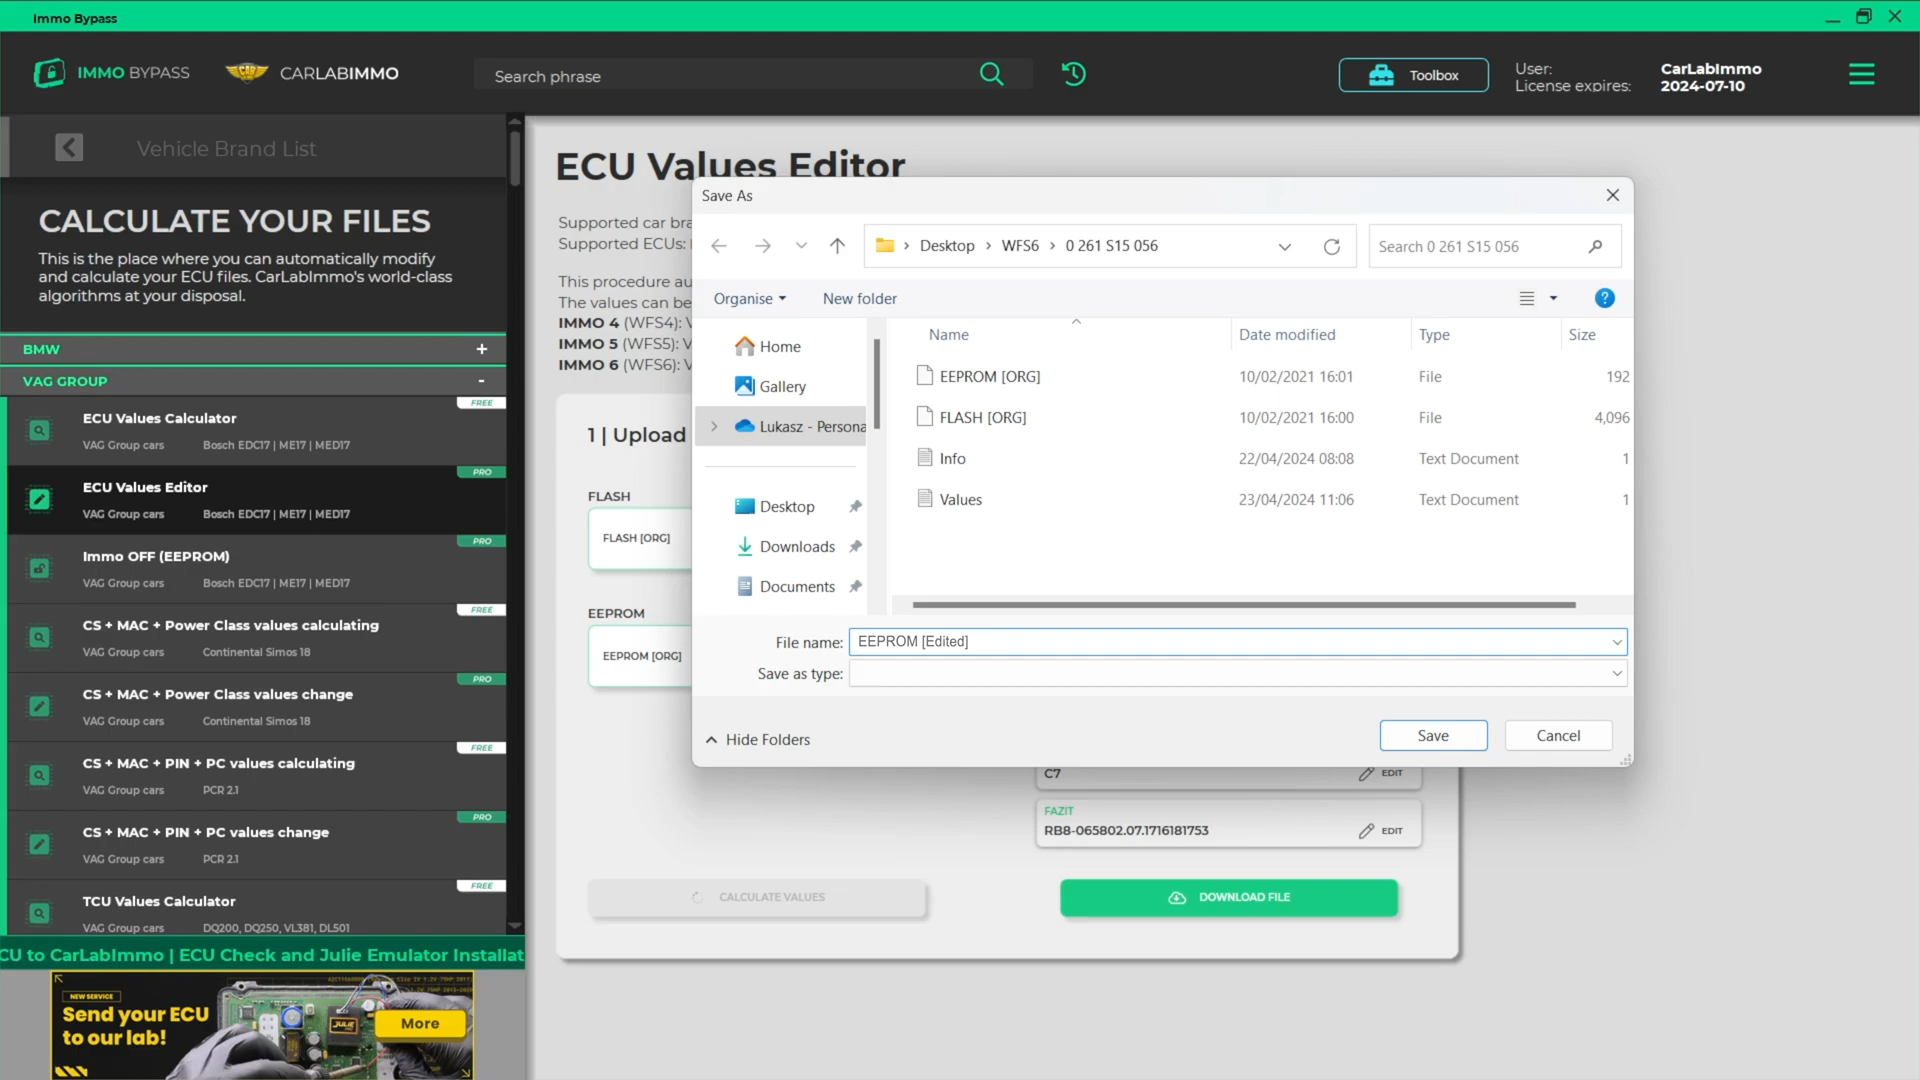 Immo Bypass
IMMO BYPASS
CARLABIMMO
Search phrase
Toolbox
User: CarLabImmo
License expires: 2024-07-10
Vehicle Brand List
CALCULATE YOUR FILES
This is the place where you can automatically modify
and calculate your ECU files. CarLabImmo's world-class
algorithms at your disposal.
BMW +
VAG GROUP -
FREE
ECU Values Calculator
VAG Group cars Bosch EDC17 | ME17 | MED17
PRO
ECU Values Editor
VAG Group cars Bosch EDC17 | ME17 | MED17
PRO
Immo OFF (EEPROM)
VAG Group cars Bosch EDC17 | ME17 | MED17
FREE
CS + MAC + Power Class values calculating
VAG Group cars Continental Simos 18
PRO
CS + MAC + Power Class values change
VAG Group cars Continental Simos 18
FREE
CS + MAC + PIN + PC values calculating
VAG Group cars PCR 2.1
PRO
CS + MAC + PIN + PC values change
VAG Group cars PCR 2.1
FREE
TCU Values Calculator
VAG Group cars DQ200, DQ250, VL381, DL501
CU to CarLabImmo | ECU Check and Julie Emulator Installat
NEW SERVICE
Send your ECU
to our lab!
JULIE
More
ECU Values Editor
Supported car bra
Supported ECUs:
This procedure au
The values can be
IMMO 4 (WFS4): V
IMMO 5 (WFS5): V
IMMO 6 (WFS6): V
1 | Upload
FLASH
FLASH [ORG]
EEPROM
EEPROM [ORG]
Save As
Desktop > WFS6 > 0 261 S15 056
Search 0 261 S15 056
Organise
New folder
?
Home
Gallery
Lukasz - Persona
Desktop
Downloads
Documents
Name Date modified Type Size
EEPROM [ORG] 10/02/2021 16:01 File 192
FLASH [ORG] 10/02/2021 16:00 File 4,096
Info 22/04/2024 08:08 Text Document 1
Values 23/04/2024 11:06 Text Document 1
File name: EEPROM [Edited]
Save as type:
Hide Folders
Save
Cancel
C7
EDIT
FAZIT
RB8-065802.07.1716181753
EDIT
CALCULATE VALUES
DOWNLOAD FILE